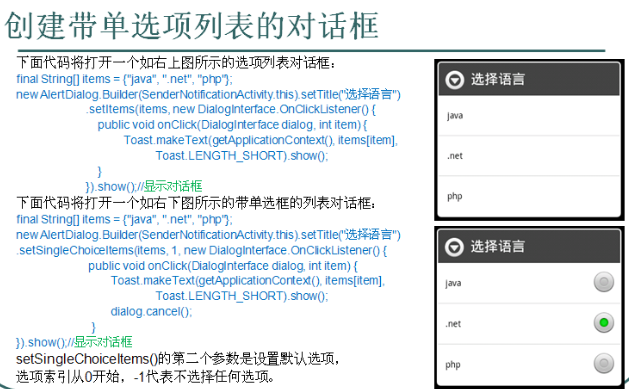 创建带单选项列表的对话框
下面代码将打开一个如右上图所示的选项列表对话框：
final String[] items = {"java", ".net", "php"};
new AlertDialog.Builder(SenderNotificationActivity.this).setTitle("选择语言")
.setItems(items, new DialogInterface.OnClickListener() {
public void onClick(DialogInterface dialog, int item) {
Toast.makeText(getApplicationContext(), items[item],
Toast.LENGTH_SHORT).show();
}
}).show();//显示对话框
下面代码将打开一个如右下图所示的带单选框的列表对话框：
final String[] items = {"java", ".net", "php"};
new AlertDialog.Builder(SenderNotificationActivity.this).setTitle("选择语言")
.setSingleChoiceItems(items, 1, new DialogInterface.OnClickListener() {
public void onClick(DialogInterface dialog, int item) {
Toast.makeText(getApplicationContext(), items[item],
Toast.LENGTH_SHORT).show();
dialog.cancel();
}
}).show();//显示对话框
setSingleChoiceItems()的第二个参数是设置默认选项，
选项索引从0开始，-1代表不选择任何选项。
选择语言
java
.net
php
选择语言
java
.net
php